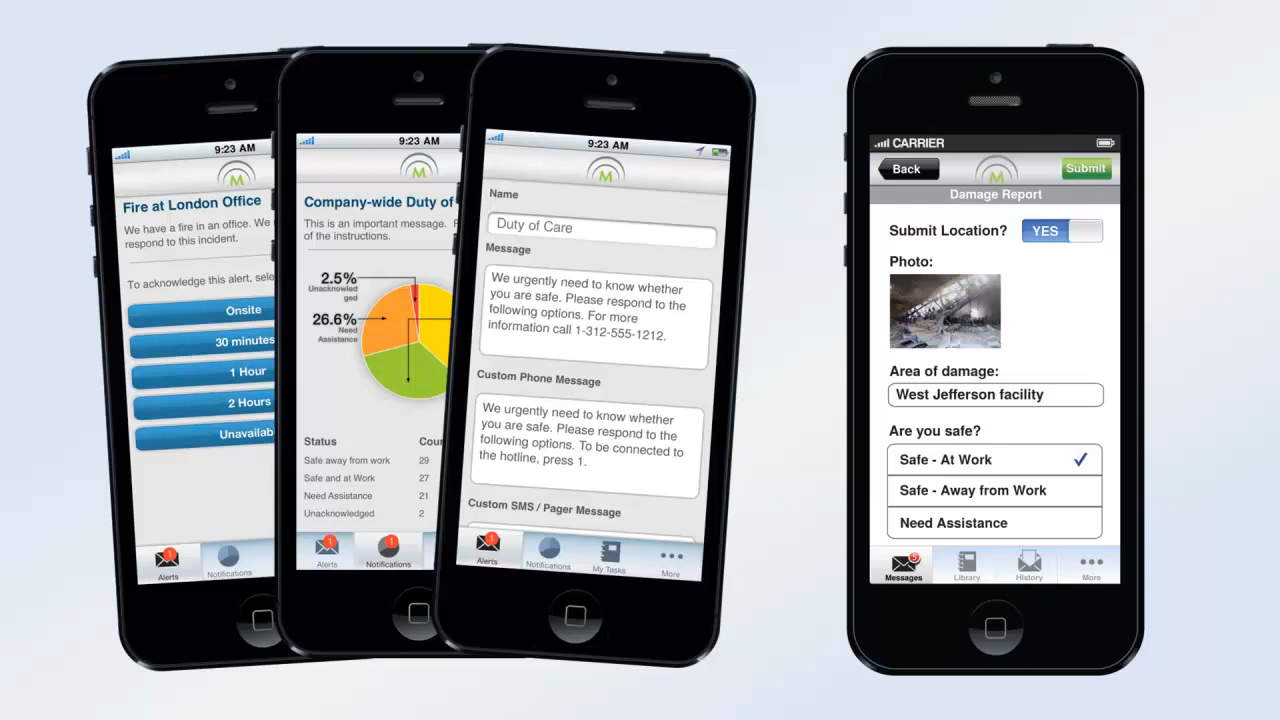 9:23 AM
M
Fire at London Office
We have a fire in an office. We
respond to this incident.
To acknowledge this alert, sele
Onsite
30 minutes
1 Hour
2 Hours
Unavailab
1
Alerts
Notifications
9:23 AM
M
Company-wide Duty of
This is an important message.
of the instructions.
2.5%
Unacknowled
ged
26.6%
Need
Assistance
Status Cou
Safe away from work 29
Safe and at Work 27
Need Assistance 21
Unacknowledged 2
1 1
Alerts Notifications
9:23 AM
M
Name
Duty of Care
Message
We urgently need to know whether
you are safe. Please respond to the
following options. For more
information call 1-312-555-1212.
Custom Phone Message
We urgently need to know whether
you are safe. Please respond to the
following options. To be connected to
the hotline, press 1.
Custom SMS / Pager Message
1
Alerts Notifications My Tasks More
CARRIER
Back M Submit
Damage Report
Submit Location? YES
Photo:
Area of damage:
West Jefferson facility
Are you safe?
Safe - At Work
Safe - Away from Work
Need Assistance
5
Messages Library History More